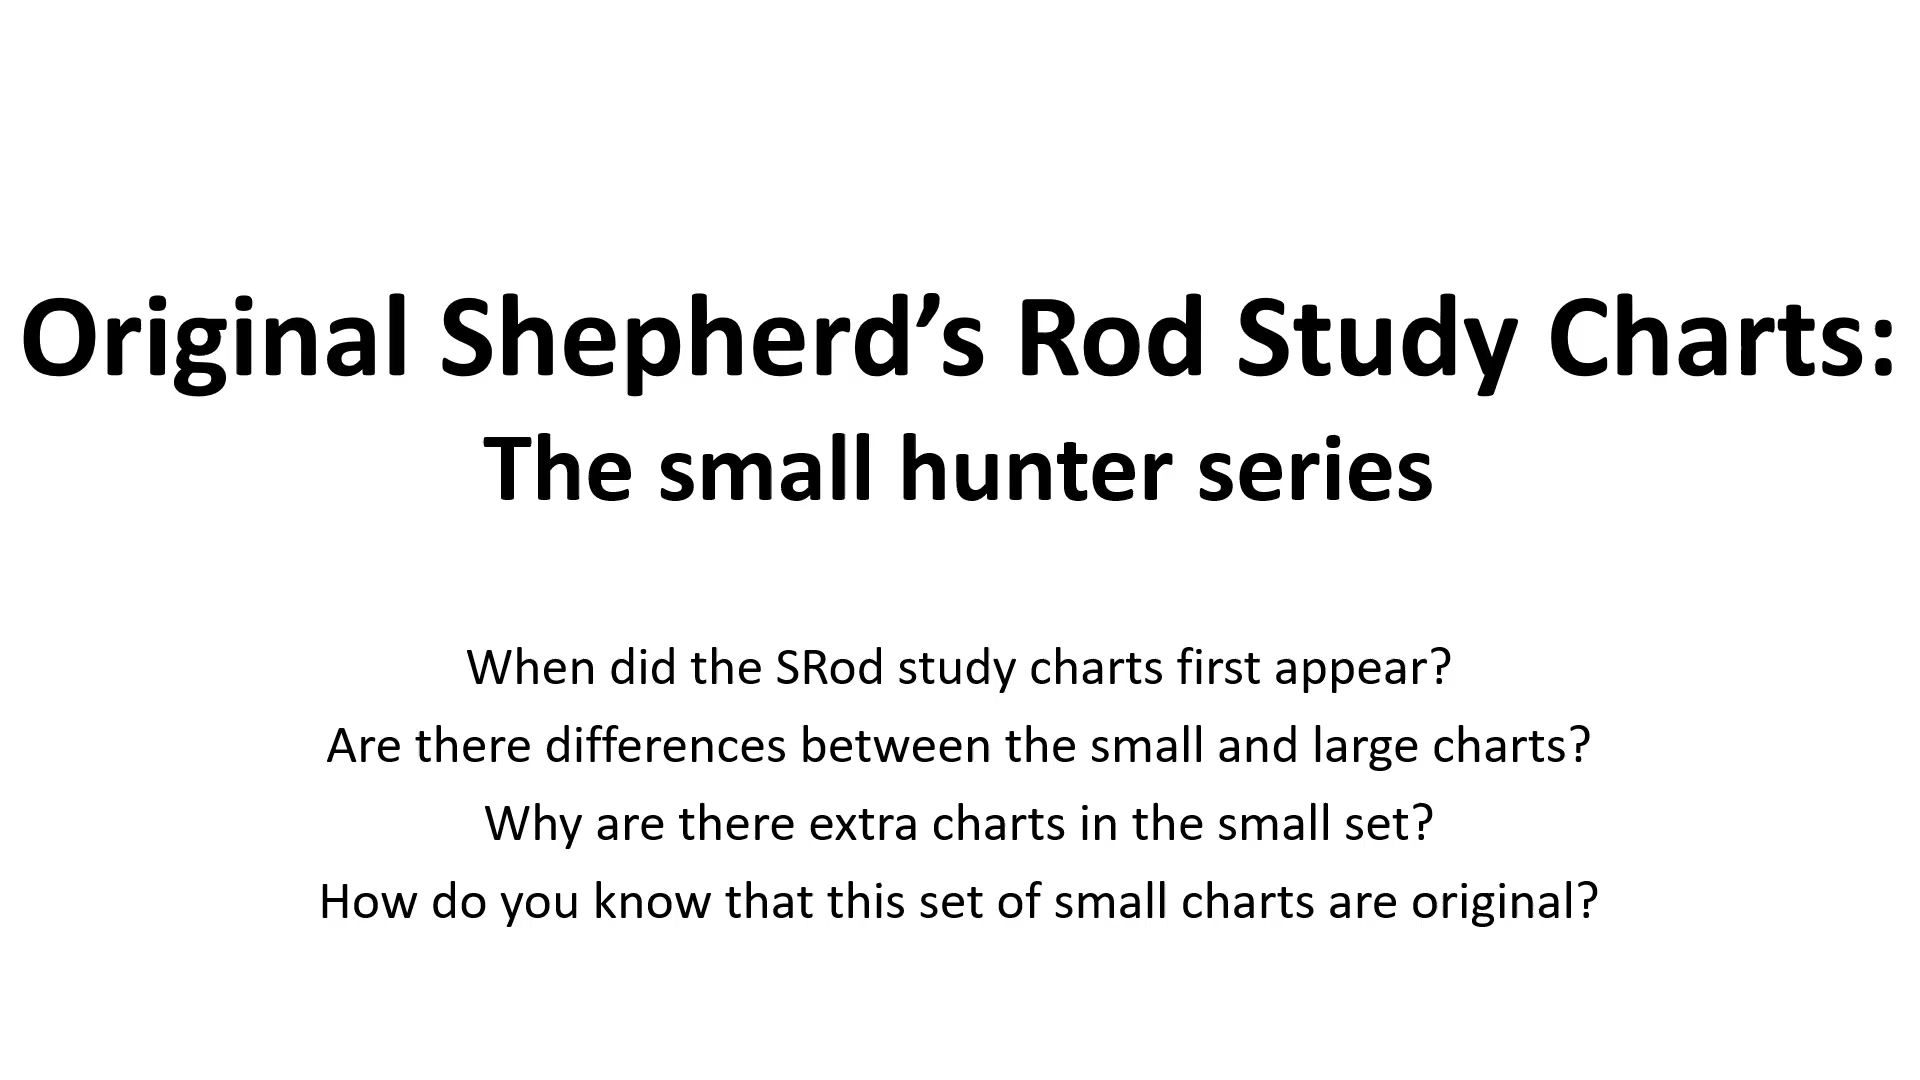 Original Shepherd’s Rod Study Charts:
The small hunter series
When did the SRod study charts first appear?
Are there differences between the small and large charts?
Why are there extra charts in the small set?
How do you know that this set of small charts are original?